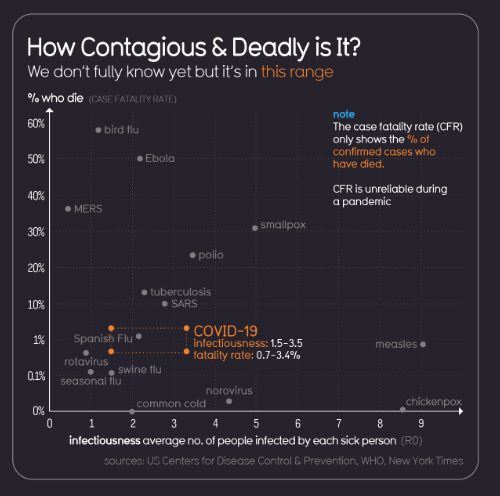 How Contagious & Deadly is It?
We don't fully know yet but it's in this range
% who die (CASE FATALITY RATE)
note
The case fatality rate (CFR)
only shows the % of
confirmed cases who
have died.
CFR is unreliable during
a pandemic
60%
50%
40%
30%
20%
10%
1%
0.1%
0%
bird flu
Ebola
MERS
smallpox
polio
tuberculosis
SARS
COVID-19
infectiousness: 1.5-3.5
fatality rate: 0.7-3.4%
Spanish Flu
measles
rotavirus
swine flu
seasonal flu
norovirus
common cold
chickenpox
0 1 2 3 4 5 6 7 8 9
infectiousness average no. of people infected by each sick person (R0)
sources: US Centers for Disease Control & Prevention, WHO, New York Times